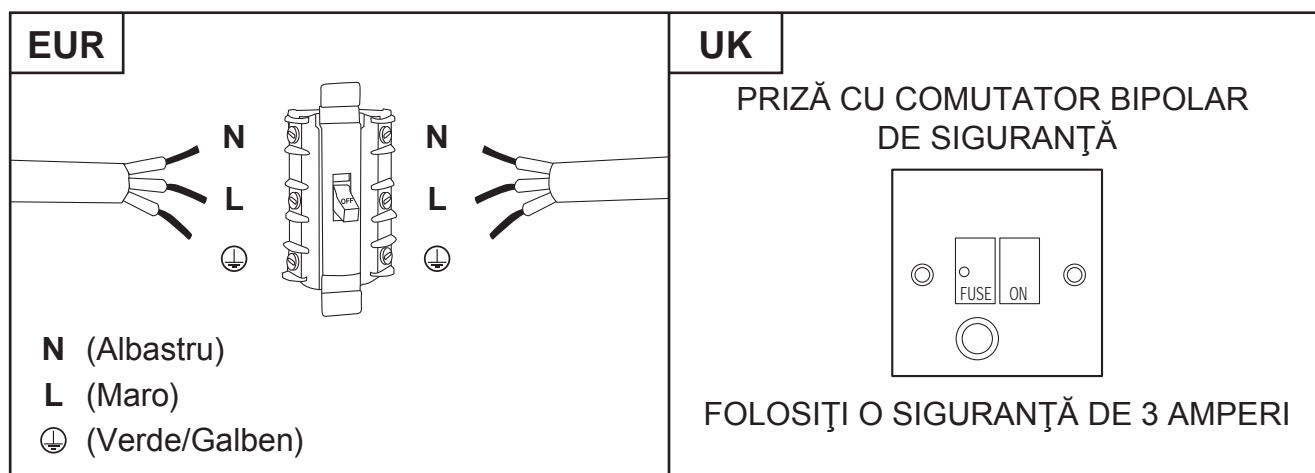 EUR
N
N
L
OFF
L
N (Albastru)
L (Maro)
(Verde/Galben)
UK
PRIZĂ CU COMUTATOR BIPOLAR
DE SIGURANŢĂ
FUSE ON
FOLOSIŢI O SIGURANŢĂ DE 3 AMPERI